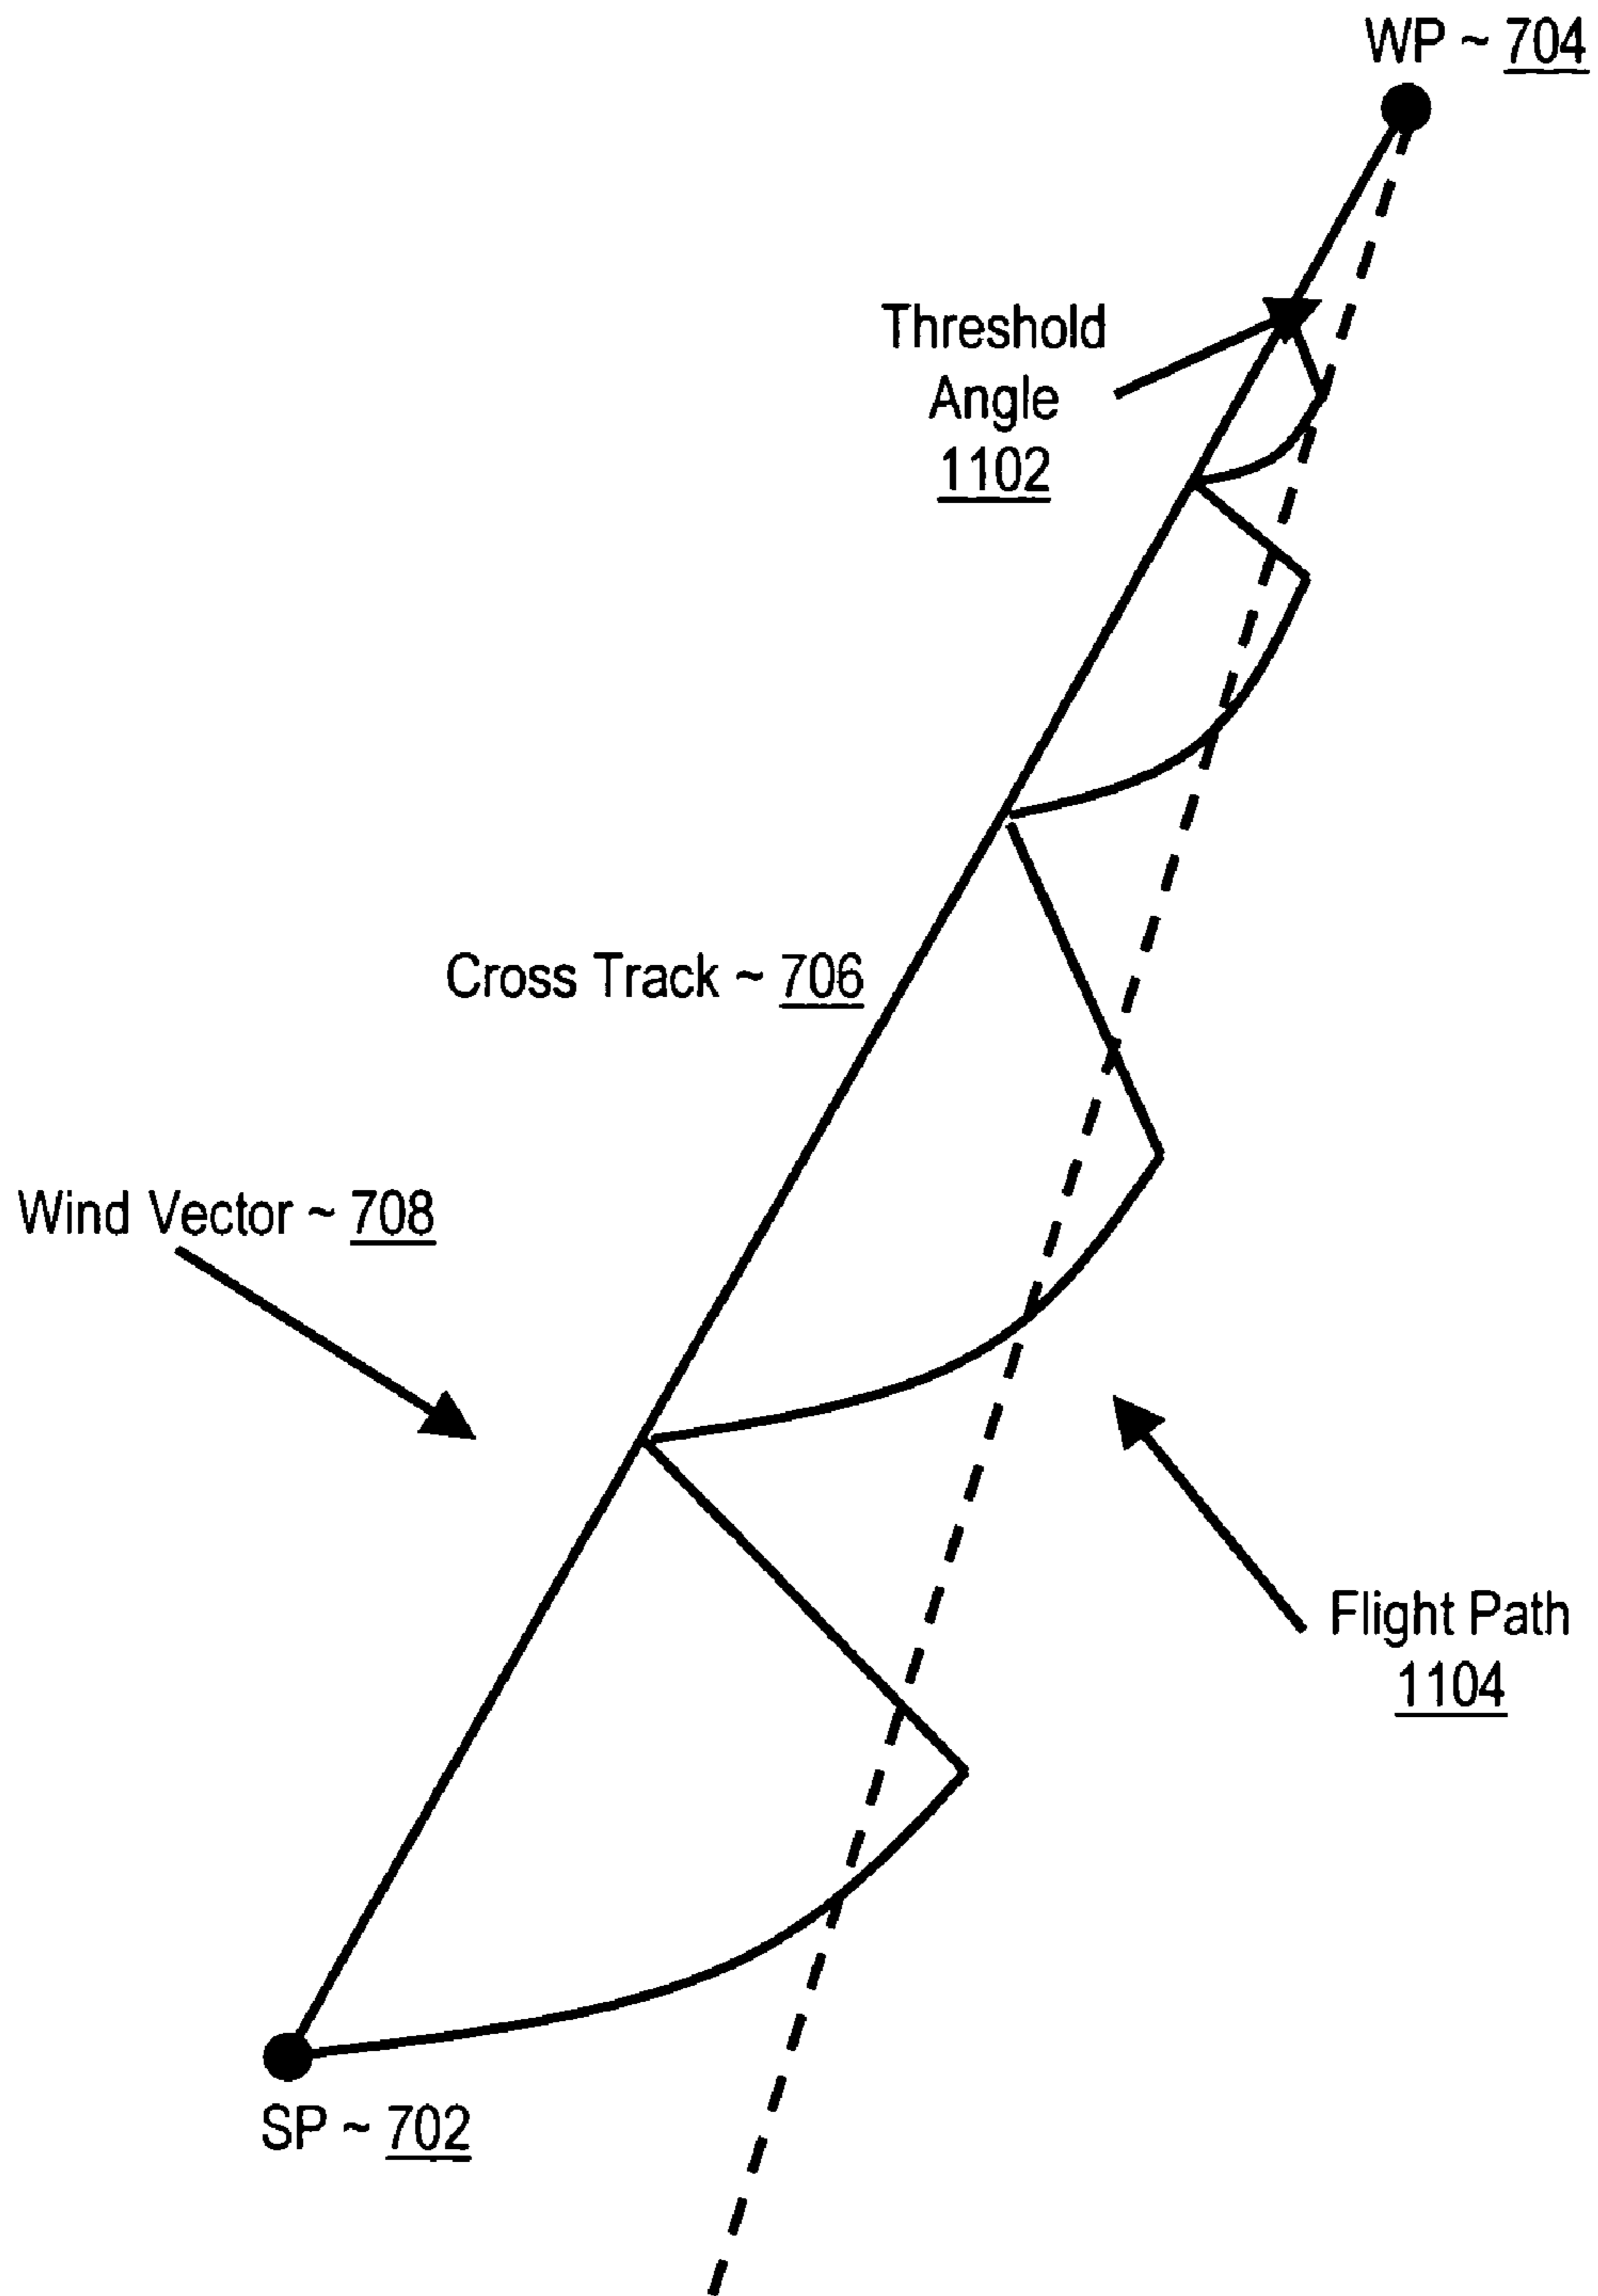 WP ~ 704
Threshold
Angle
1102
Cross Track ~ 706
Wind Vector ~ 708
Flight Path
1104
SP ~ 702